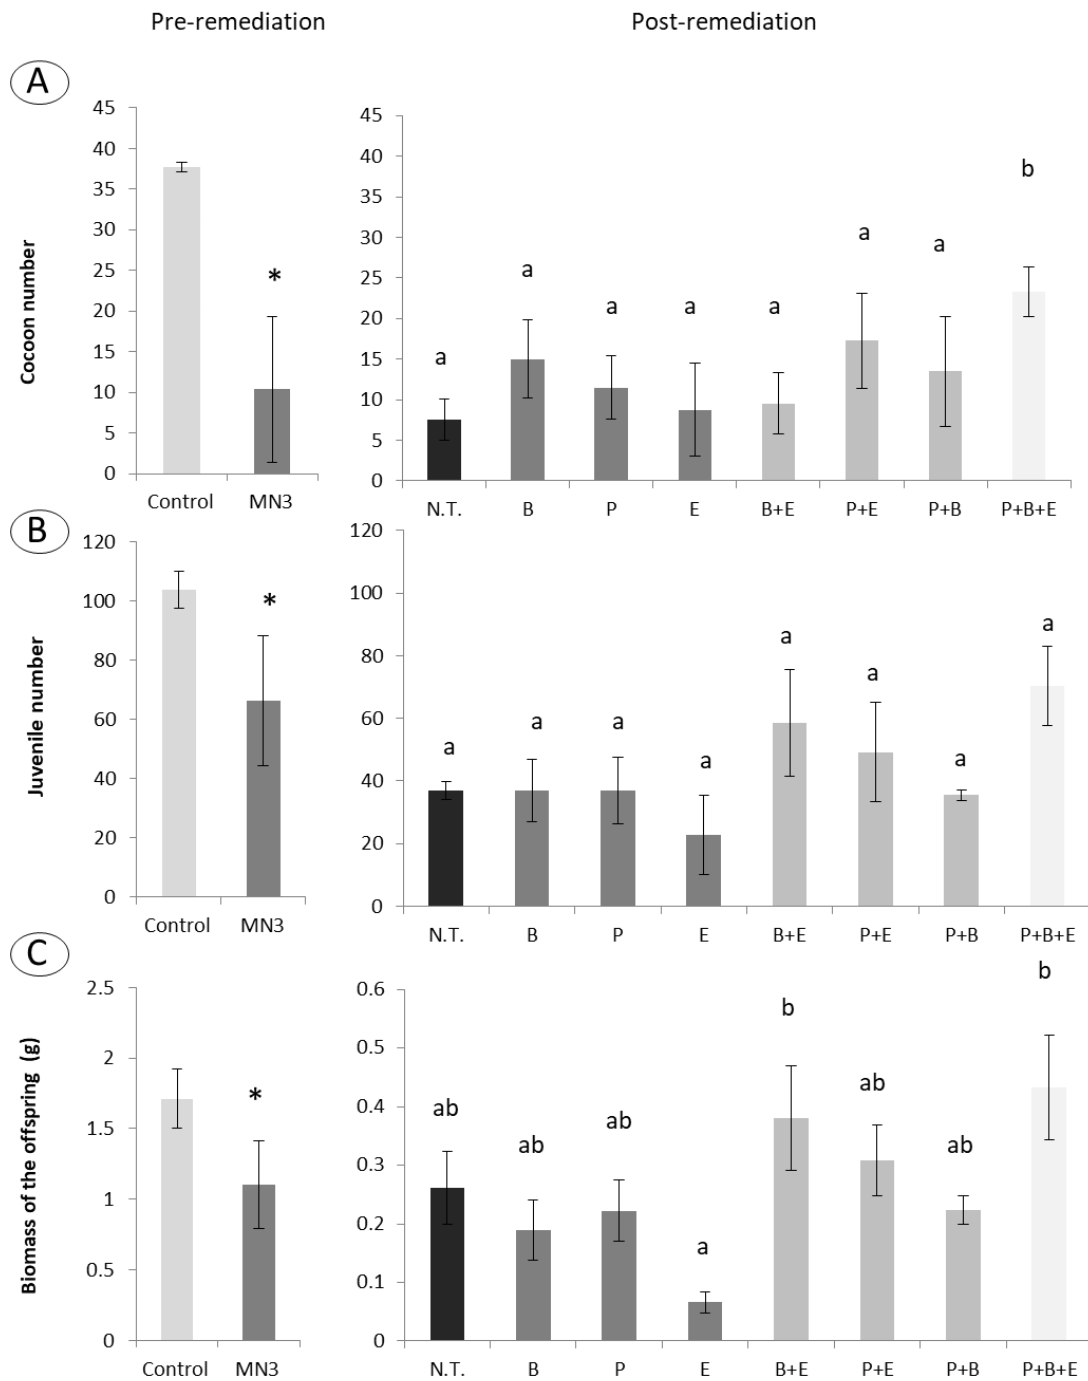 Pre-remediation
Post-remediation
A
Cocoon number
45
40
35
30
25
20
15
10
5
0
*
Control MN3
45
40
35
30
25
20
15
10
5
0
a a a a a a a b
N.T. B P E B+E P+E P+B P+B+E
B
Juvenile number
120
100
80
60
40
20
0
*
Control MN3
120
100
80
60
40
20
0
a a a a a a a a
N.T. B P E B+E P+E P+B P+B+E
C
Biomass of the offspring (g)
2.5
2
1.5
1
0.5
0
*
Control MN3
0.6
0.5
0.4
0.3
0.2
0.1
0
ab ab ab a b ab ab b
N.T. B P E B+E P+E P+B P+B+E